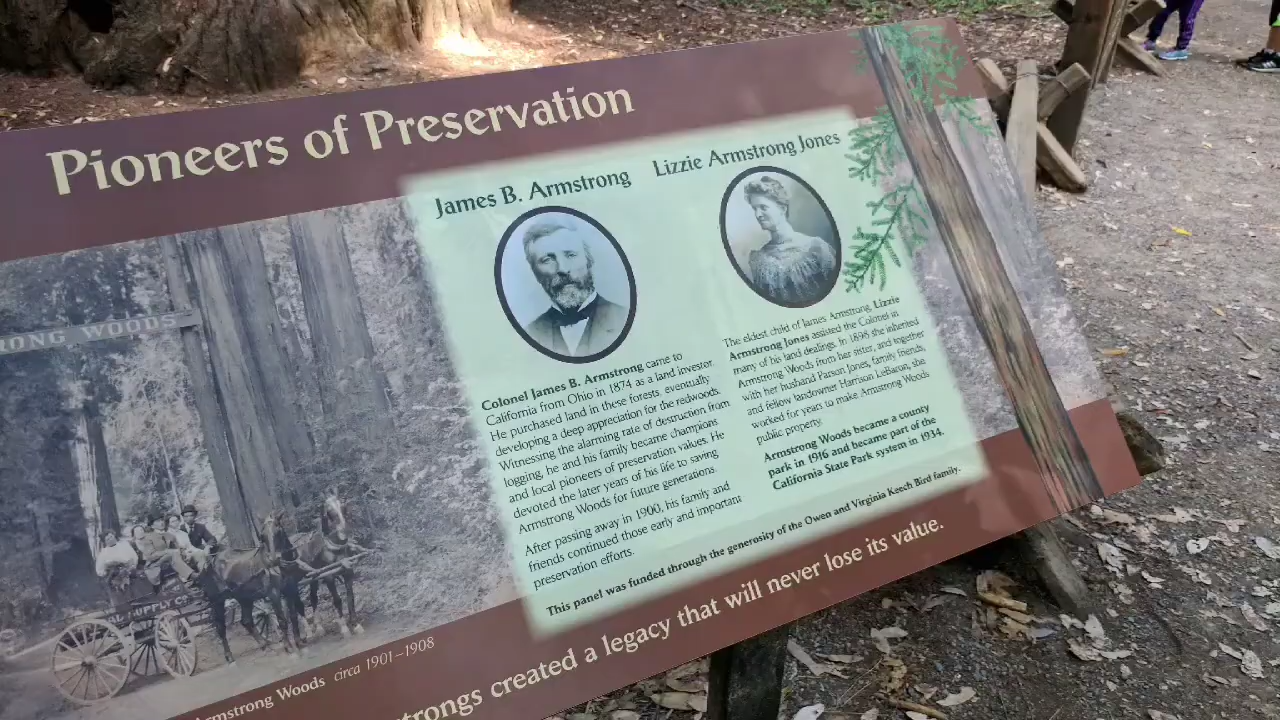 Pioneers of Preservation
James B. Armstrong
Lizzie Armstrong Jones
RONG WOODS
Colonel James B. Armstrong came to
California from Ohio in 1874 as a land investor.
He purchased land in these forests, eventually
developing a deep appreciation for the redwoods.
Witnessing the alarming rate of destruction from
logging, he and his family became champions
and local pioneers of preservation values. He
devoted the later years of his life to saving
Armstrong Woods for future generations.
After passing away in 1900, his family and
friends continued those early and important
preservation efforts.
The eldest child of James Armstrong, Lizzie
Armstrong Jones assisted the Colonel in
many of his land dealings. In 1898 she inherited
Armstrong Woods from her sister, and together
with her husband Parson Jones, family friends,
and fellow landowner Harrison LeBaron, she
worked for years to make Armstrong Woods
public property.
Armstrong Woods became a county
park in 1916 and became part of the
California State Park system in 1934.
This panel was funded through the generosity of the Owen and Virginia Keech Bird family.
SUPPLY
rmstrong Woods circa 1901–1908
trongs created a legacy that will never lose its value.